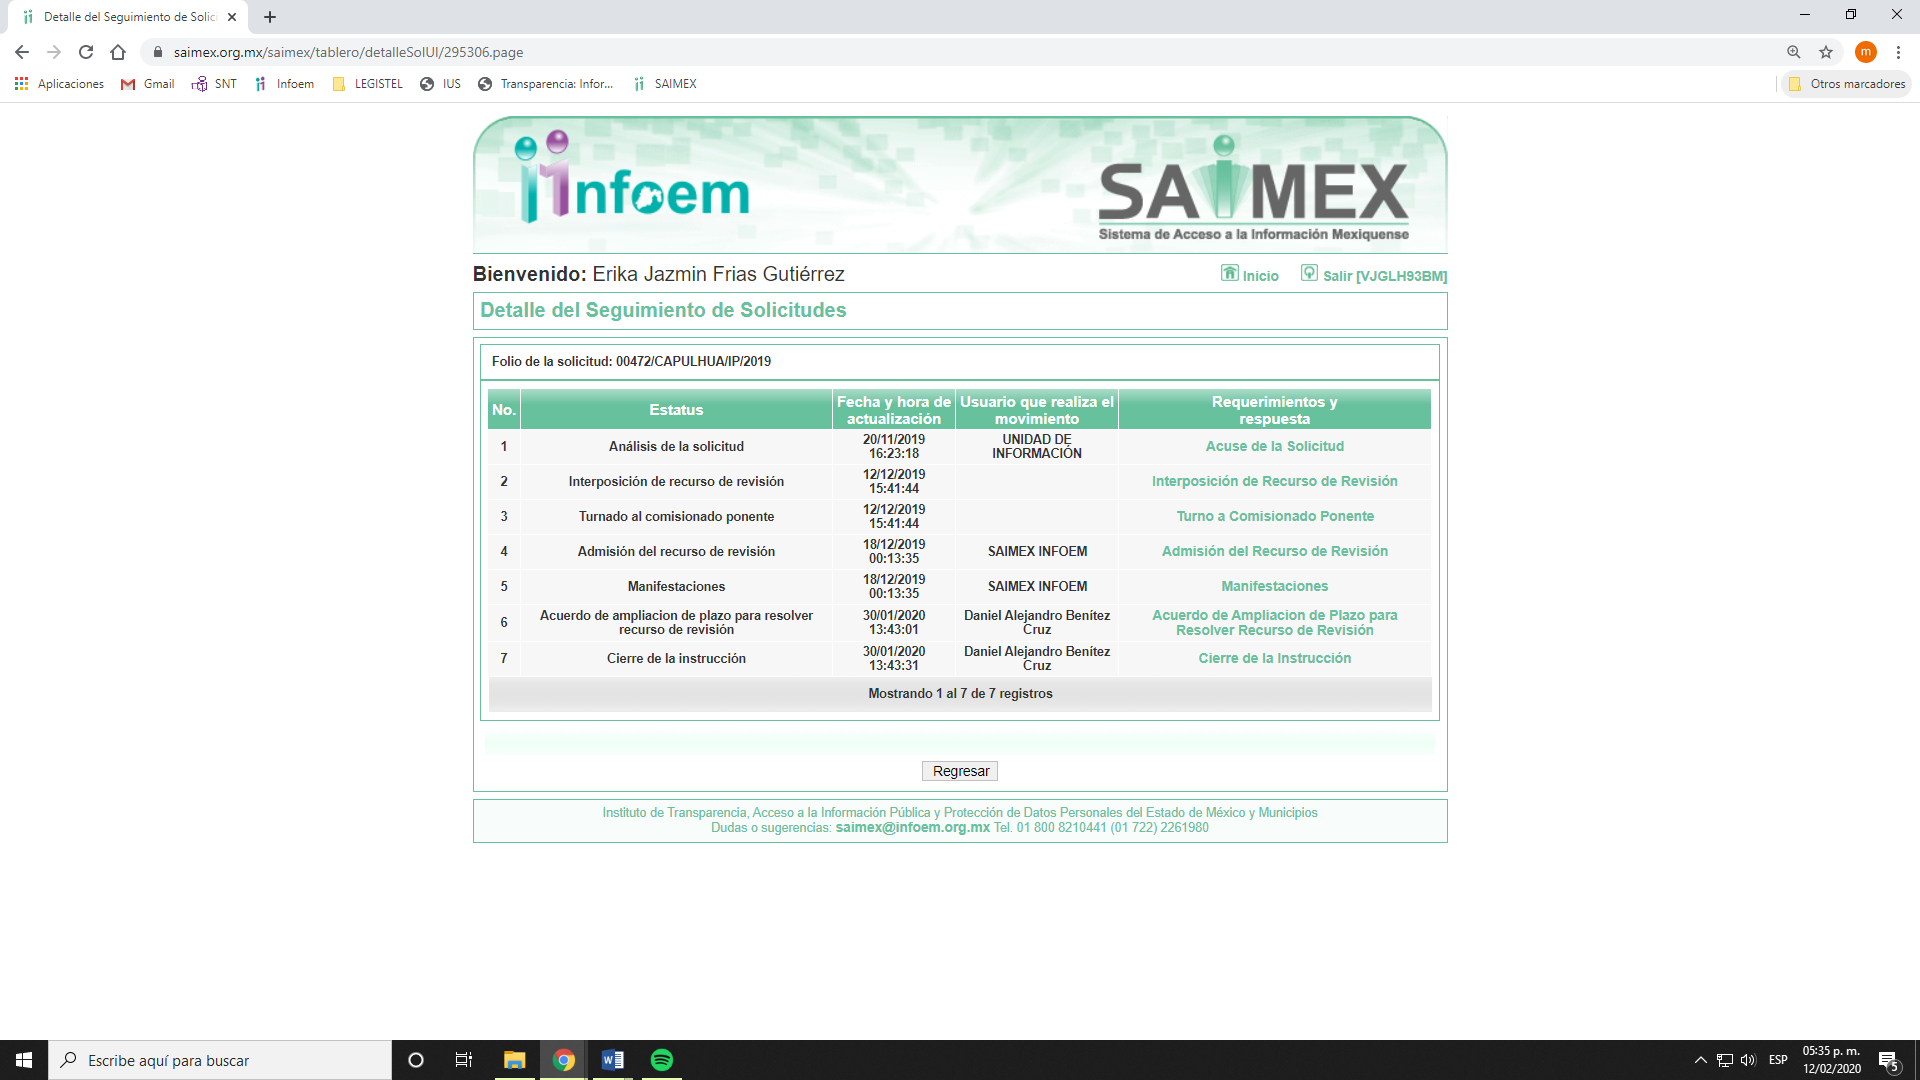 Detalle del Seguimiento de Solici
saimex.org.mx/saimex/tablero/detalleSolUI/295306.page
m
Aplicaciones Gmail SNT Infoem LEGISTEL IUS Transparencia: Infor... SAIMEX Otros marcadores
infoem
SAIMEX
Sistema de Acceso a la Información Mexiquense
Bienvenido: Erika Jazmin Frias Gutiérrez Inicio Salir [VJGLH93BM]
Detalle del Seguimiento de Solicitudes
Folio de la solicitud: 00472/CAPULHUA/IP/2019
No. Estatus Fecha y hora de actualización Usuario que realiza el movimiento Requerimientos y respuesta
1 Análisis de la solicitud 20/11/2019 16:23:18 UNIDAD DE INFORMACIÓN Acuse de la Solicitud
2 Interposición de recurso de revisión 12/12/2019 15:41:44 Interposición de Recurso de Revisión
3 Turnado al comisionado ponente 12/12/2019 15:41:44 Turno a Comisionado Ponente
4 Admisión del recurso de revisión 18/12/2019 00:13:35 SAIMEX INFOEM Admisión del Recurso de Revisión
5 Manifestaciones 18/12/2019 00:13:35 SAIMEX INFOEM Manifestaciones
6 Acuerdo de ampliacion de plazo para resolver recurso de revisión 30/01/2020 13:43:01 Daniel Alejandro Benítez Cruz Acuerdo de Ampliacion de Plazo para Resolver Recurso de Revisión
7 Cierre de la instrucción 30/01/2020 13:43:31 Daniel Alejandro Benítez Cruz Cierre de la Instrucción
Mostrando 1 al 7 de 7 registros
Regresar
Instituto de Transparencia, Acceso a la Información Pública y Protección de Datos Personales del Estado de México y Municipios
Dudas o sugerencias: saimex@infoem.org.mx Tel. 01 800 8210441 (01 722) 2261980
Escribe aquí para buscar
ESP
05:35 p. m.
12/02/2020
5